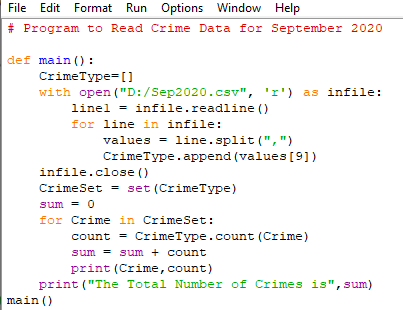 File Edit Format Run Options Window Help
# Program to Read Crime Data for September 2020
def main():
    CrimeType=[]
    with open("D:/Sep2020.csv", 'r') as infile:
        line1 = infile.readline()
        for line in infile:
            values = line.split(",")
            CrimeType.append(values[9])
    infile.close()
    CrimeSet = set(CrimeType)
    sum = 0
    for Crime in CrimeSet:
        count = CrimeType.count(Crime)
        sum = sum + count
        print(Crime,count)
    print("The Total Number of Crimes is",sum)
main()